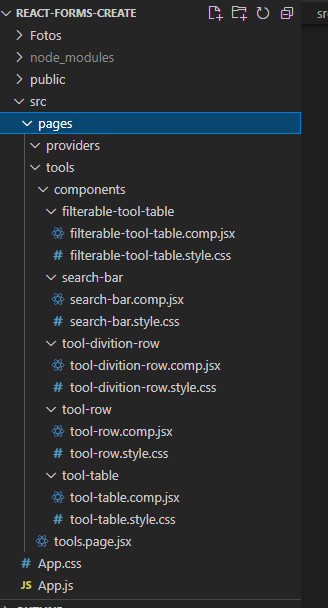 REACT-FORMS-CREATE
Fotos
node_modules
public
src
pages
providers
tools
components
filterable-tool-table
filterable-tool-table.comp.jsx
# filterable-tool-table.style.css
search-bar
search-bar.comp.jsx
# search-bar.style.css
tool-divition-row
tool-divition-row.comp.jsx
# tool-divition-row.style.css
tool-row
tool-row.comp.jsx
# tool-row.style.css
tool-table
tool-table.comp.jsx
# tool-table.style.css
tools.page.jsx
# App.css
JS App.js